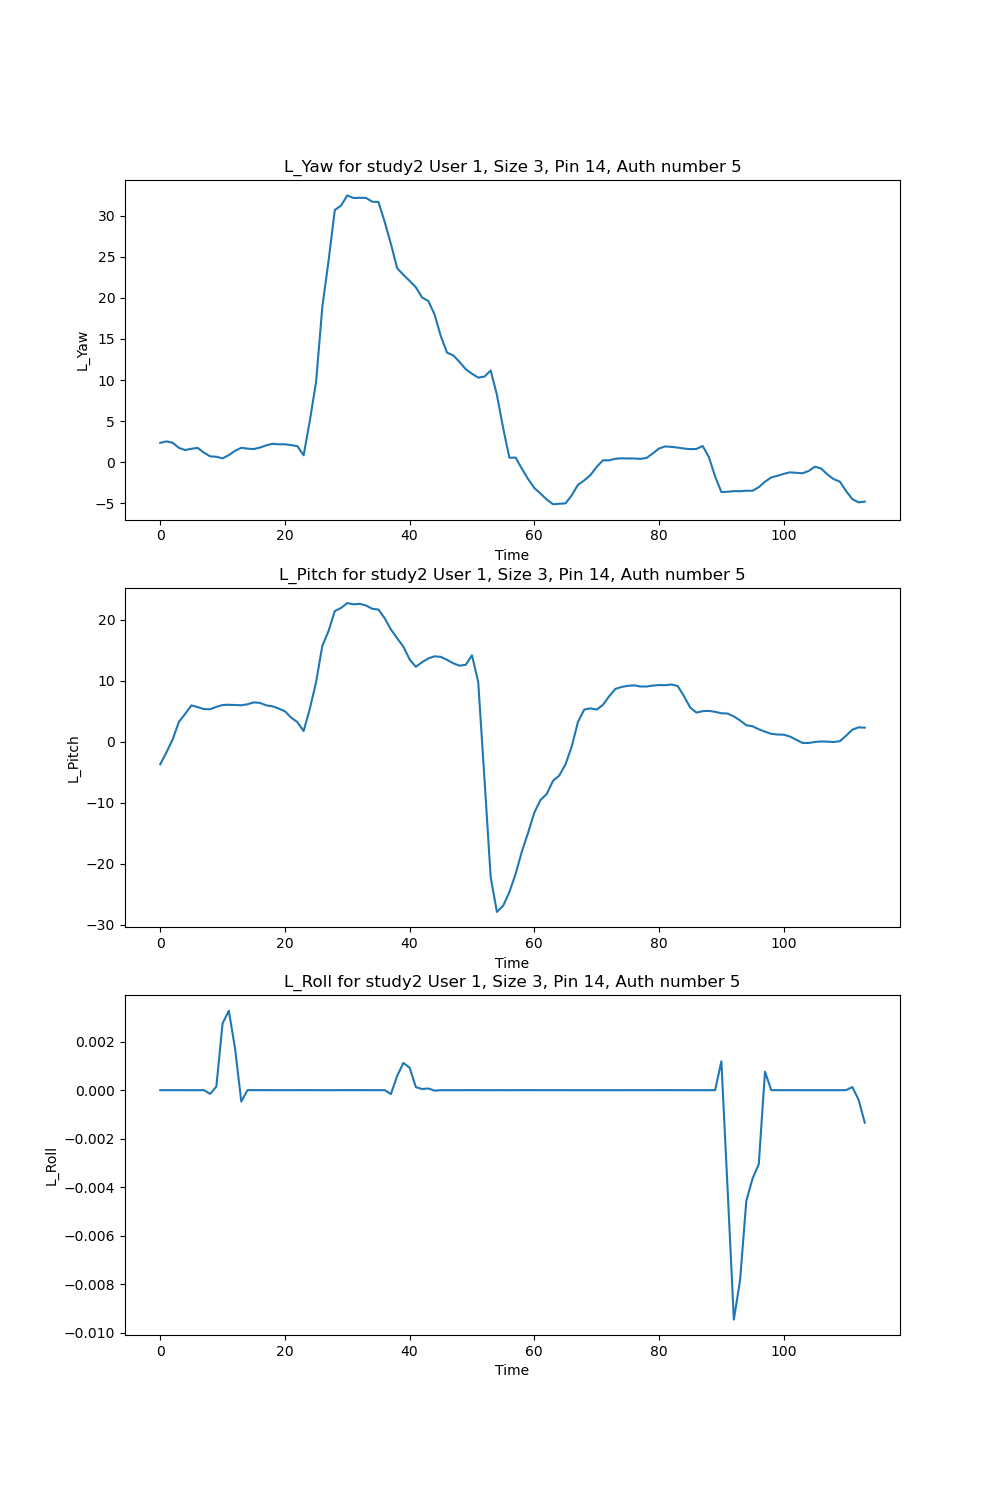 L_Yaw for study2 User 1, Size 3, Pin 14, Auth number 5
30
25
20
15
10
5
0
−5
L_Yaw
0 20 40 60 80 100
Time
L_Pitch for study2 User 1, Size 3, Pin 14, Auth number 5
20
10
0
−10
−20
−30
L_Pitch
0 20 40 60 80 100
Time
L_Roll for study2 User 1, Size 3, Pin 14, Auth number 5
0.002
0.000
−0.002
−0.004
−0.006
−0.008
−0.010
L_Roll
0 20 40 60 80 100
Time